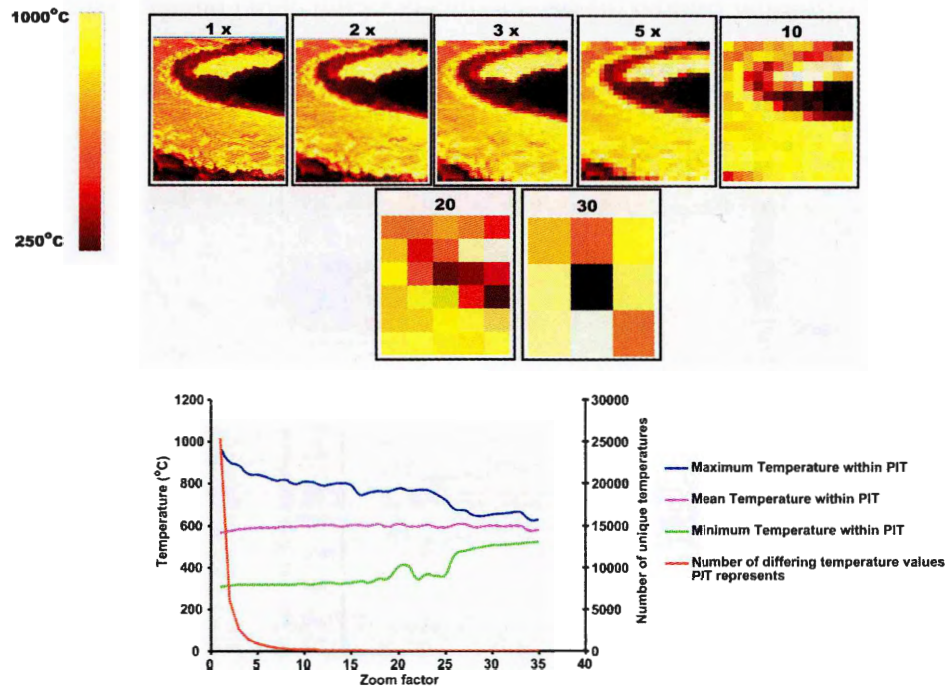 1000°C
250°C
1 x
2 x
3 x
5 x
10
20
30
1200
1000
800
600
400
200
0
Temperature (°C)
30000
25000
20000
15000
10000
5000
0
Number of unique temperatures
0 5 10 15 20 25 30 35 40
Zoom factor
Maximum Temperature within PIT
Mean Temperature within PIT
Minimum Temperature within PIT
Number of differing temperature values
PIT represents